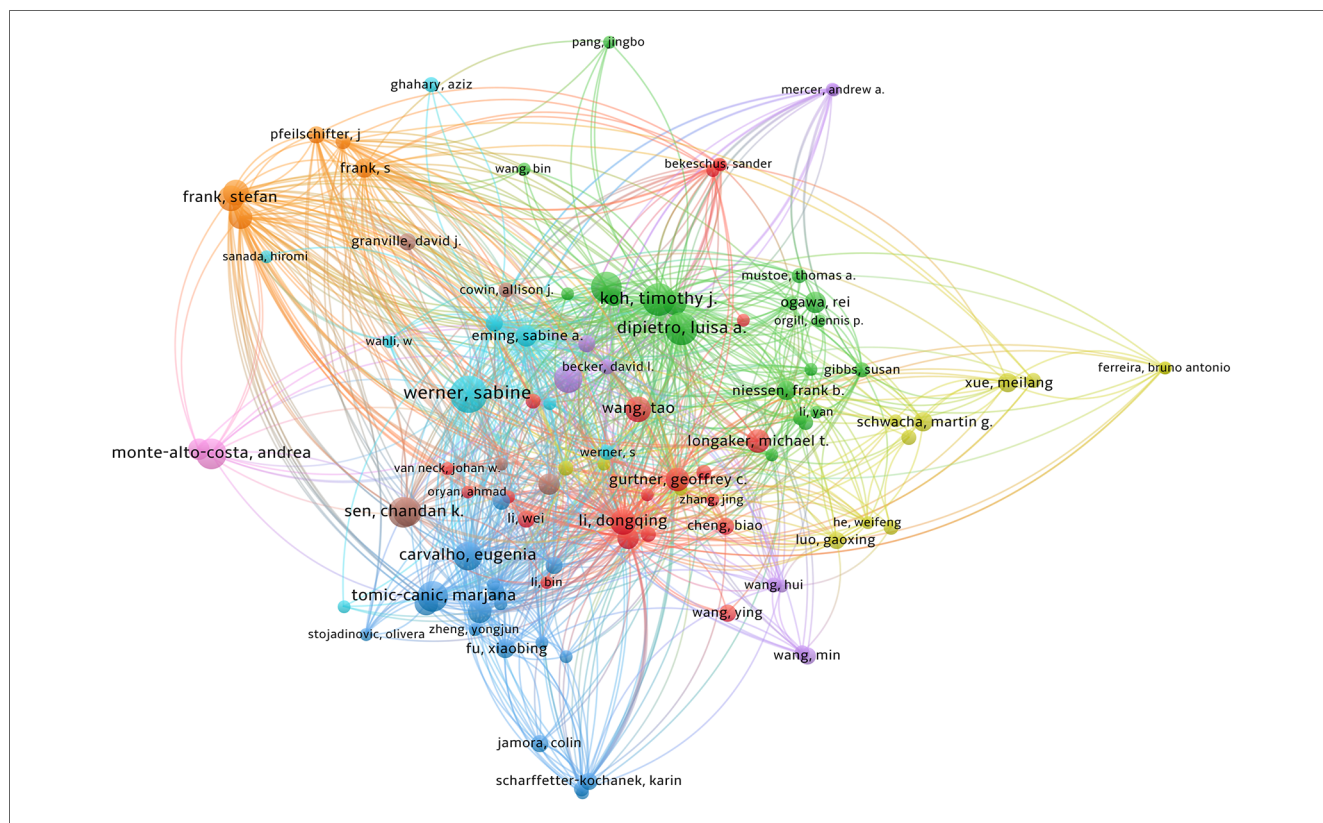 pang, jingbo
ghahary, aziz
mercer, andrew a.
pfeilschifter, j
bekeschus, sander
frank, s
wang, bin
frank, stefan
granville, david j.
sanada, hiromi
mustoe, thomas a.
cowin, allison j.
koh, timothy j.
ogawa, rei
orgill, dennis p.
dipietro, luisa a.
eming, sabine a.
wahli, w
becker, david l.
gibbs, susan
ferreira, bruno antonio
xue, meilang
werner, sabine
niessen, frank b.
wang, tao
li, yan
schwacha, martin g.
longaker, michael t.
monte-alto-costa, andrea
werner, s
van neck, johan w.
gurtner, geoffrey c.
oryan, ahmad
zhang, jing
sen, chandan k.
li, wei
li, dongqing
cheng, biao
he, weifeng
luo, gaoxing
carvalho, eugenia
li, bin
wang, hui
tomic-canic, marjana
wang, ying
zheng, yongjun
stojadinovic, olivera
fu, xiaobing
wang, min
jamora, colin
scharffetter-kochanek, karin